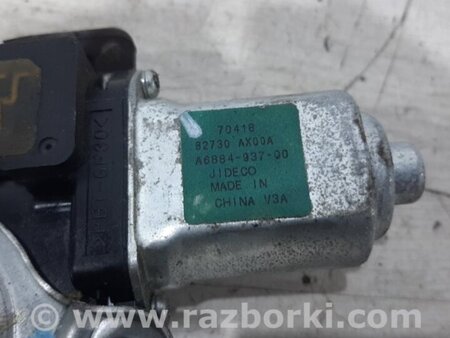 70418
82730 AX00A
A6884-937-00
JIDECO
MADE IN
CHINA V3A
www.razborki.com